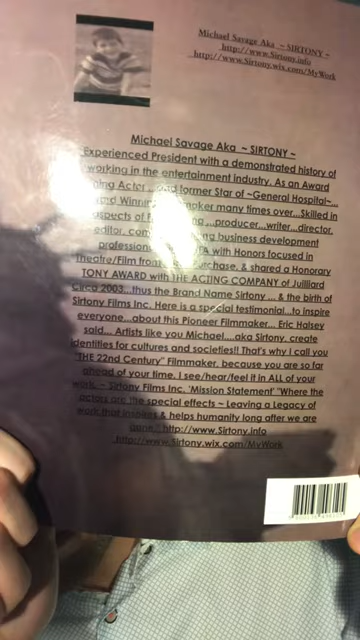 Michael Savage Aka ~ SIRTONY ~
http://www.Sirtony.info
http://www.Sirtony.wix.com/MyWork
Michael Savage Aka ~ SIRTONY ~
Experienced President with a demonstrated history of
working in the entertainment industry. As an Award
Actor former Star of ~General Hospital~...
many times over...Skilled in
aspects of ...producer...writer...director,
editor, business development
with Honors focused in
Theatre/Film & shared a Honorary
TONY AWARD with THE ACTING COMPANY of Juilliard
Circa 2003...thus the Brand Name Sirtony ... & the birth of
Sirtony Films Inc. Here is a special testimonial...to inspire
everyone...about this Pioneer Filmmaker... Eric Halsey
said... Artists like you Michael....aka Sirtony, create
identities for cultures and societies!! That's why I call you
"THE 22nd Century" Filmmaker, because you are so far
ahead of your time. I see/hear/feel it in ALL of your
work. ~ Sirtony Films Inc. 'Mission Statement' "Where the
actors are the special effects ~ Leaving a Legacy of
work that inspires & helps humanity long after we are
gone. http://www.Sirtony.info
http://www.Sirtony.wix.com/MyWork